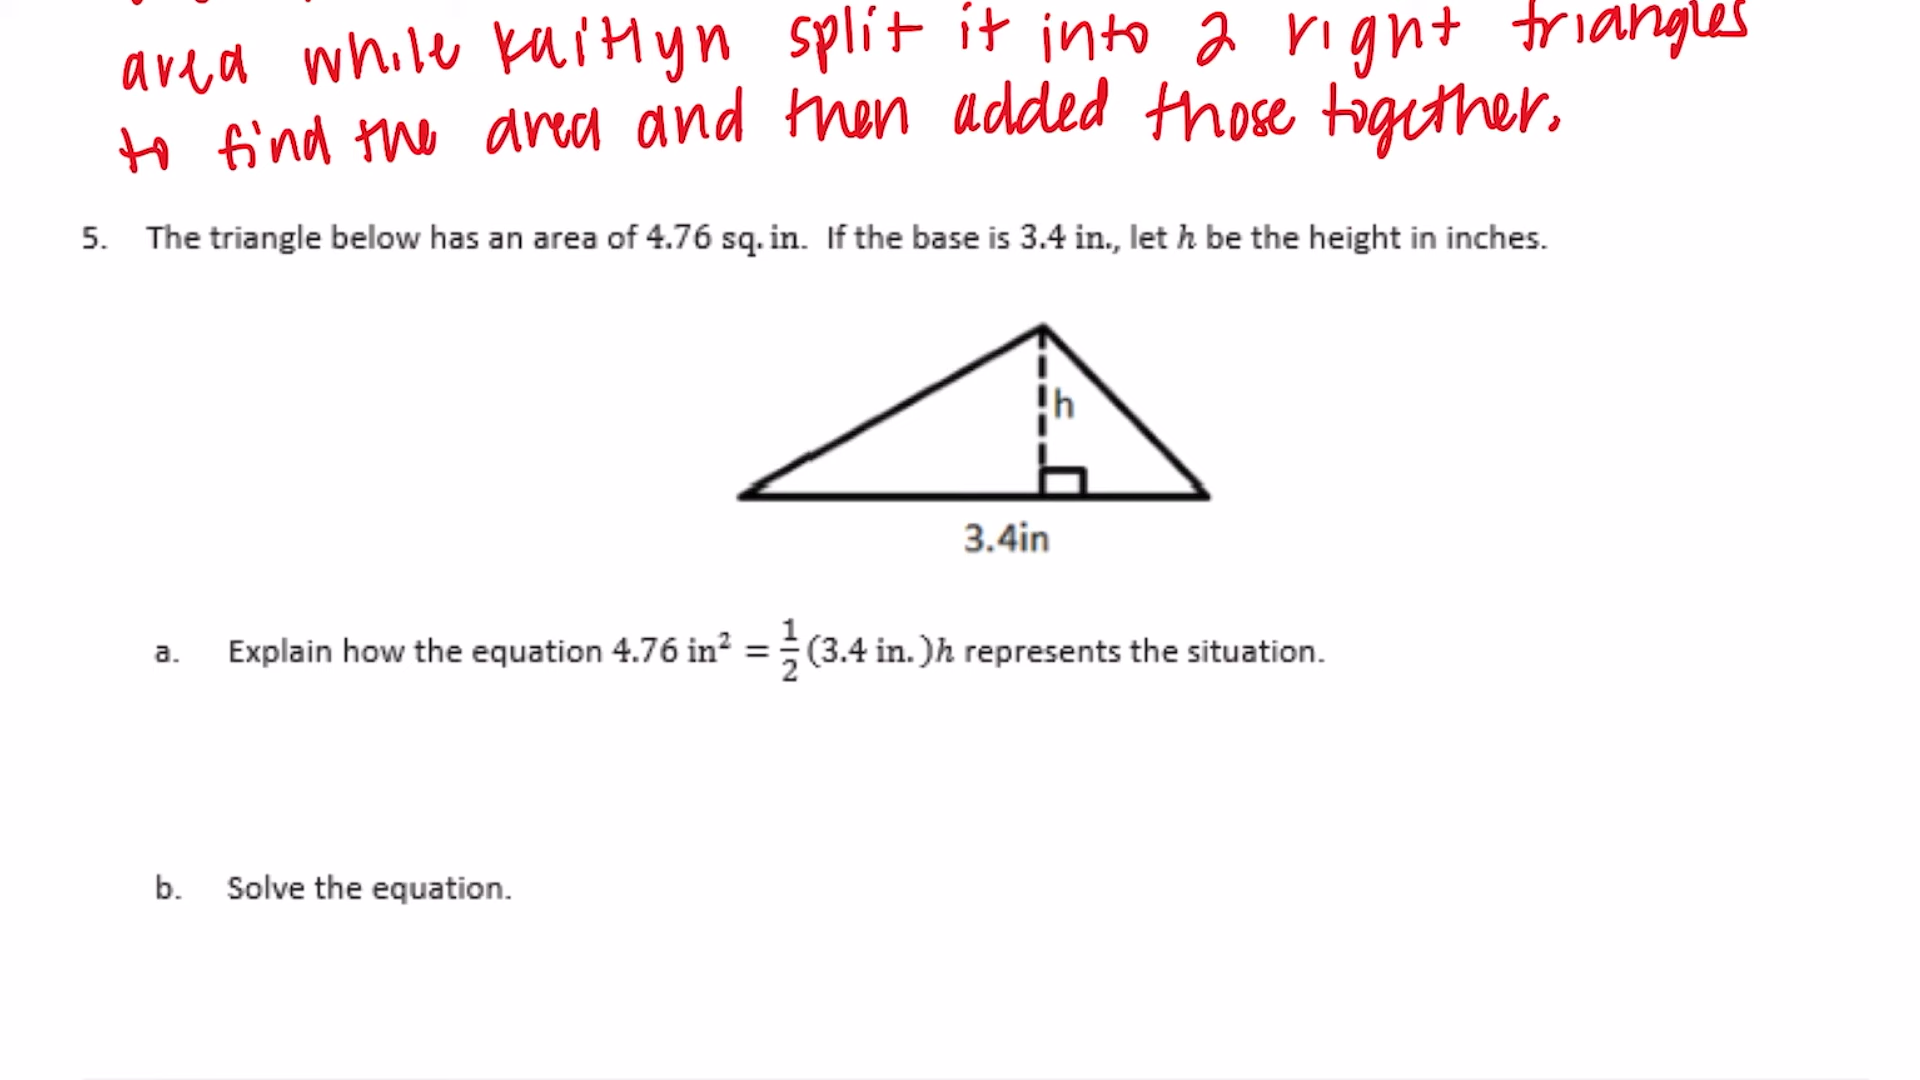 area while Kaitlyn split it into 2 right triangles
to find the area and then added those together.
5. The triangle below has an area of 4.76 sq. in. If the base is 3.4 in., let h be the height in inches.
h
3.4in
a. Explain how the equation 4.76 in² = 1/2 (3.4 in.)h represents the situation.
b. Solve the equation.